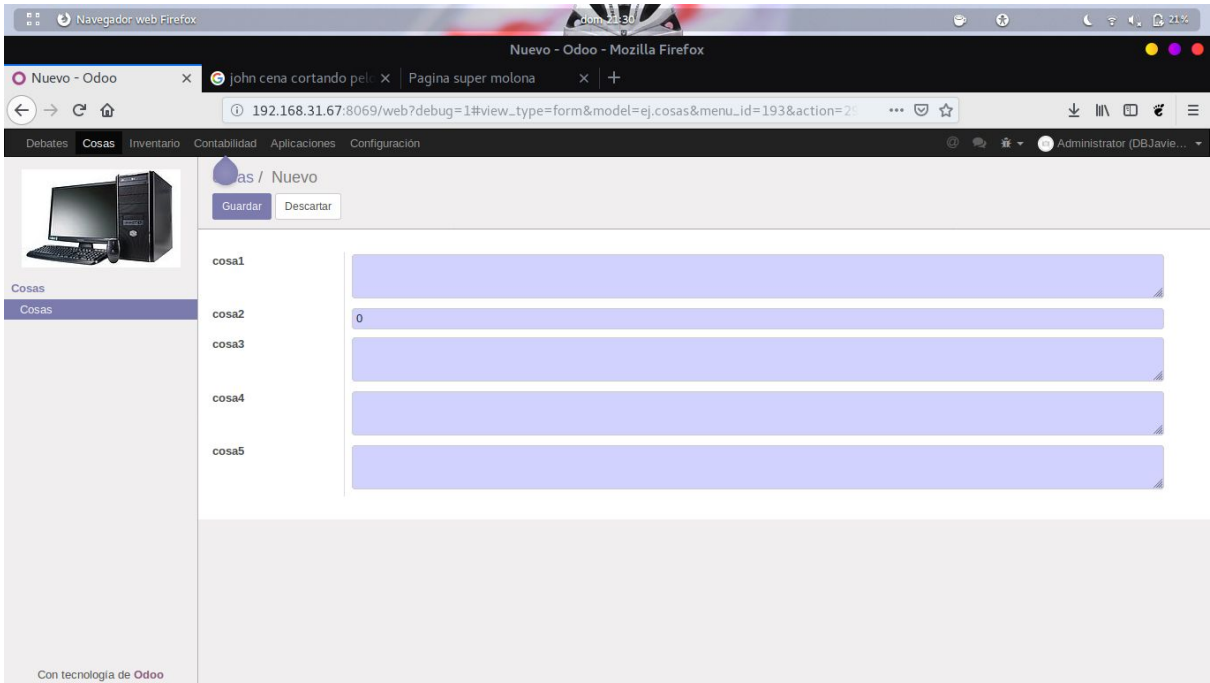 Navegador web Firefox
dom 21:30
21%
Nuevo - Odoo - Mozilla Firefox
Nuevo - Odoo
john cena cortando pelo
Pagina super molona
192.168.31.67:8069/web?debug=1#view_type=form&model=ej.cosas&menu_id=193&action=29
Debates Cosas Inventario Contabilidad Aplicaciones Configuración
Administrator (DBJavie...
as / Nuevo
Guardar Descartar
cosa1
Cosas
Cosas
cosa2
0
cosa3
cosa4
cosa5
Con tecnología de Odoo